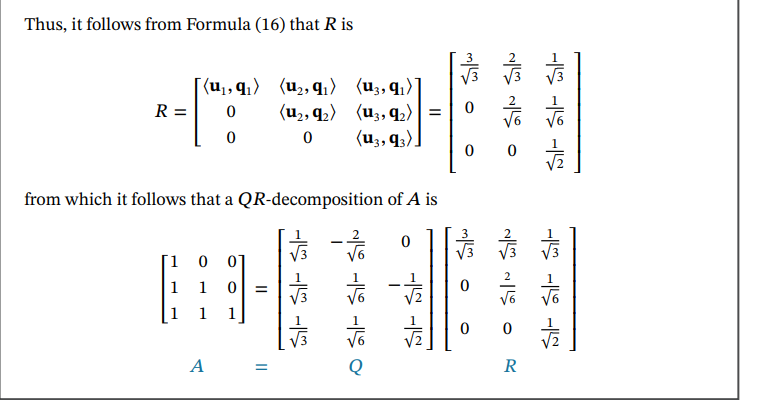 Thus, it follows from Formula (16) that R is
R = [⟨u₁, q₁⟩ ⟨u₂, q₁⟩ ⟨u₃, q₁⟩; 0 ⟨u₂, q₂⟩ ⟨u₃, q₂⟩; 0 0 ⟨u₃, q₃⟩] = [3/√3 2/√3 1/√3; 0 2/√6 1/√6; 0 0 1/√2]
from which it follows that a QR-decomposition of A is
[1 0 0; 1 1 0; 1 1 1] = [1/√3 −2/√6 0; 1/√3 1/√6 −1/√2; 1/√3 1/√6 1/√2] [3/√3 2/√3 1/√3; 0 2/√6 1/√6; 0 0 1/√2]
A = Q R